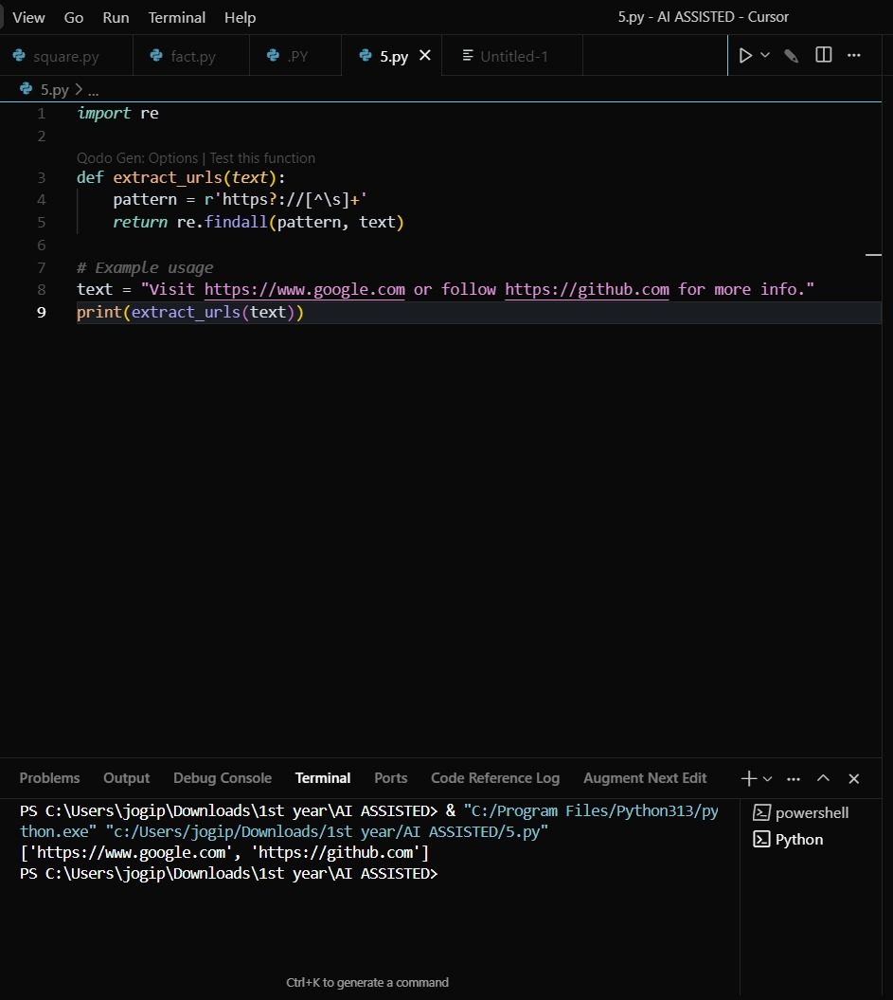 View Go Run Terminal Help 5.py - AI ASSISTED - Cursor
square.py fact.py .PY 5.py Untitled-1
5.py > ...
1 import re
2
Qodo Gen: Options | Test this function
3 def extract_urls(text):
4     pattern = r'https?://[^\s]+'
5     return re.findall(pattern, text)
6
7 # Example usage
8 text = "Visit https://www.google.com or follow https://github.com for more info."
9 print(extract_urls(text))
Problems Output Debug Console Terminal Ports Code Reference Log Augment Next Edit
PS C:\Users\jogip\Downloads\1st year\AI ASSISTED> & "C:/Program Files/Python313/py
thon.exe" "c:/Users/jogip/Downloads/1st year/AI ASSISTED/5.py"
['https://www.google.com', 'https://github.com']
PS C:\Users\jogip\Downloads\1st year\AI ASSISTED>
powershell
Python
Ctrl+K to generate a command